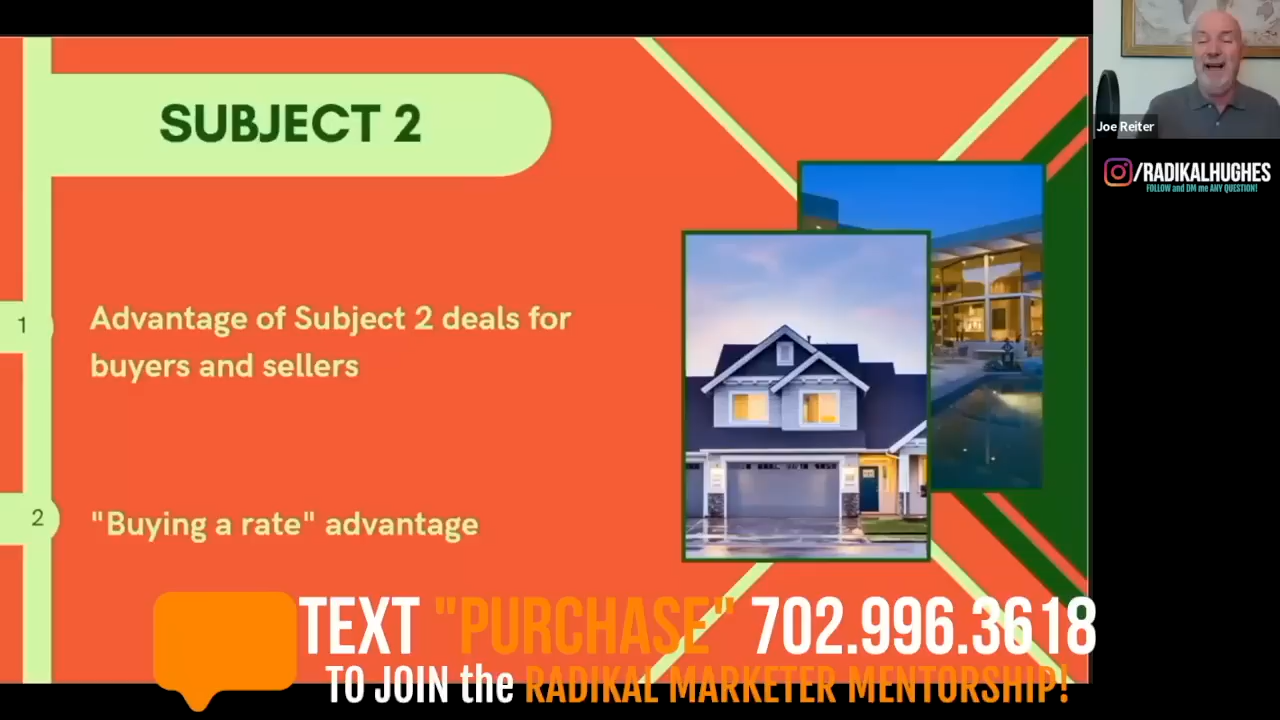 SUBJECT 2
1
Advantage of Subject 2 deals for
buyers and sellers
2
"Buying a rate" advantage
Joe Reiter
/RADIKALHUGHES
FOLLOW and DM me ANY QUESTION!
TEXT "PURCHASE" 702.996.3618
TO JOIN the RADIKAL MARKETER MENTORSHIP!